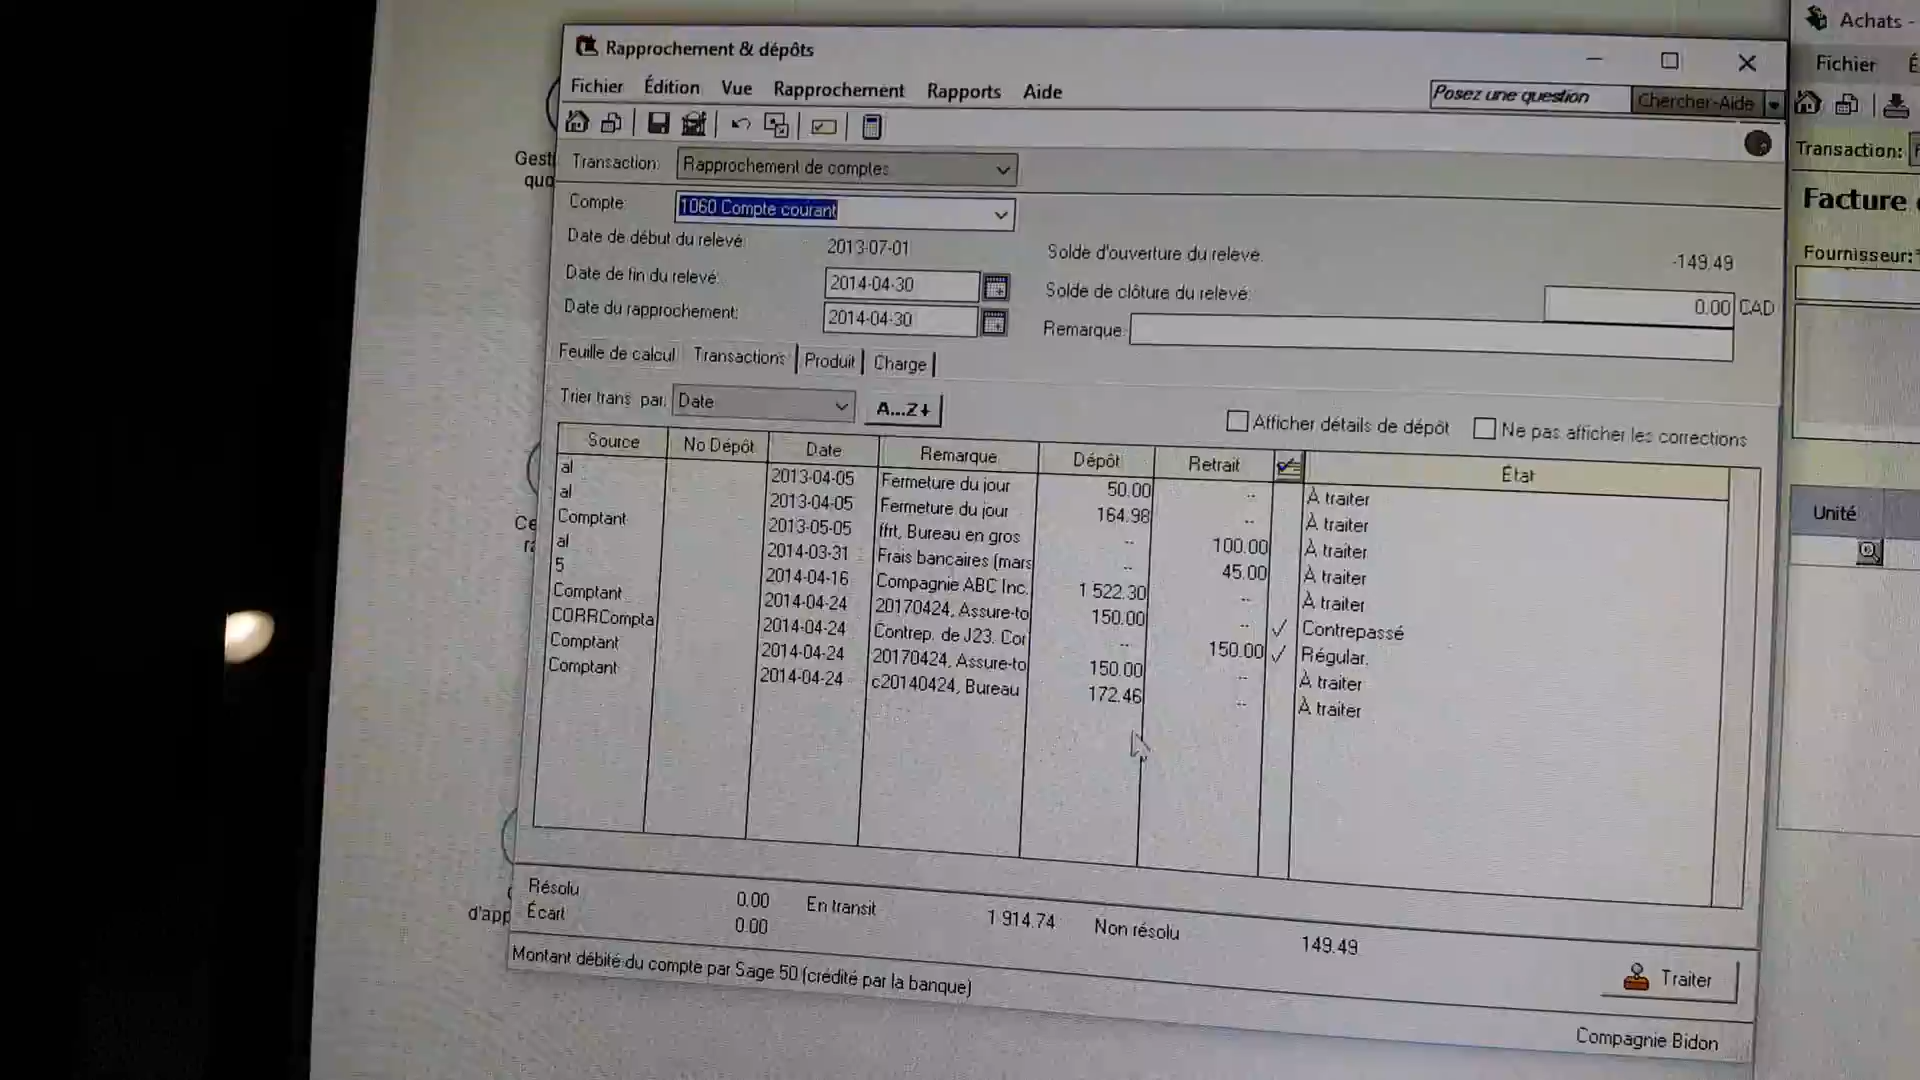 Rapprochement & dépôts
Fichier Édition Vue Rapprochement Rapports Aide
Posez une question Chercher-Aide
Transaction: Rapprochement de comptes
Compte: 1060 Compte courant
Date de début du relevé: 2013-07-01
Solde d'ouverture du relevé: -149.49
Date de fin du relevé: 2014-04-30
Solde de clôture du relevé: 0.00 CAD
Date du rapprochement: 2014-04-30
Remarque:
Feuille de calcul Transactions Produit Charge
Trier trans. par: Date A...Z
Afficher détails de dépôt Ne pas afficher les corrections
Source No Dépôt Date Remarque Dépôt Retrait État
al 2013-04-05 Fermeture du jour 50.00 -- À traiter
al 2013-04-05 Fermeture du jour 164.98 -- À traiter
Comptant 2013-05-05 ffrt, Bureau en gros -- 100.00 À traiter
al 2014-03-31 Frais bancaires (mars -- 45.00 À traiter
5 2014-04-16 Compagnie ABC Inc. 1 522.30 -- À traiter
Comptant 2014-04-24 20170424, Assure-to 150.00 -- ✓ Contrepassé
CORRCompta 2014-04-24 Contrep. de J23. Cor -- 150.00 ✓ Régular.
Comptant 2014-04-24 20170424, Assure-to 150.00 -- À traiter
Comptant 2014-04-24 c20140424, Bureau 172.46 -- À traiter
Résolu 0.00 En transit 1 914.74 Non résolu 149.49
Écart 0.00
Traiter
Montant débité du compte par Sage 50 (crédité par la banque)
Compagnie Bidon
Gest
quo
Ce
d'app
Achats -
Fichier É
Transaction:
Facture
Fournisseur:
Unité